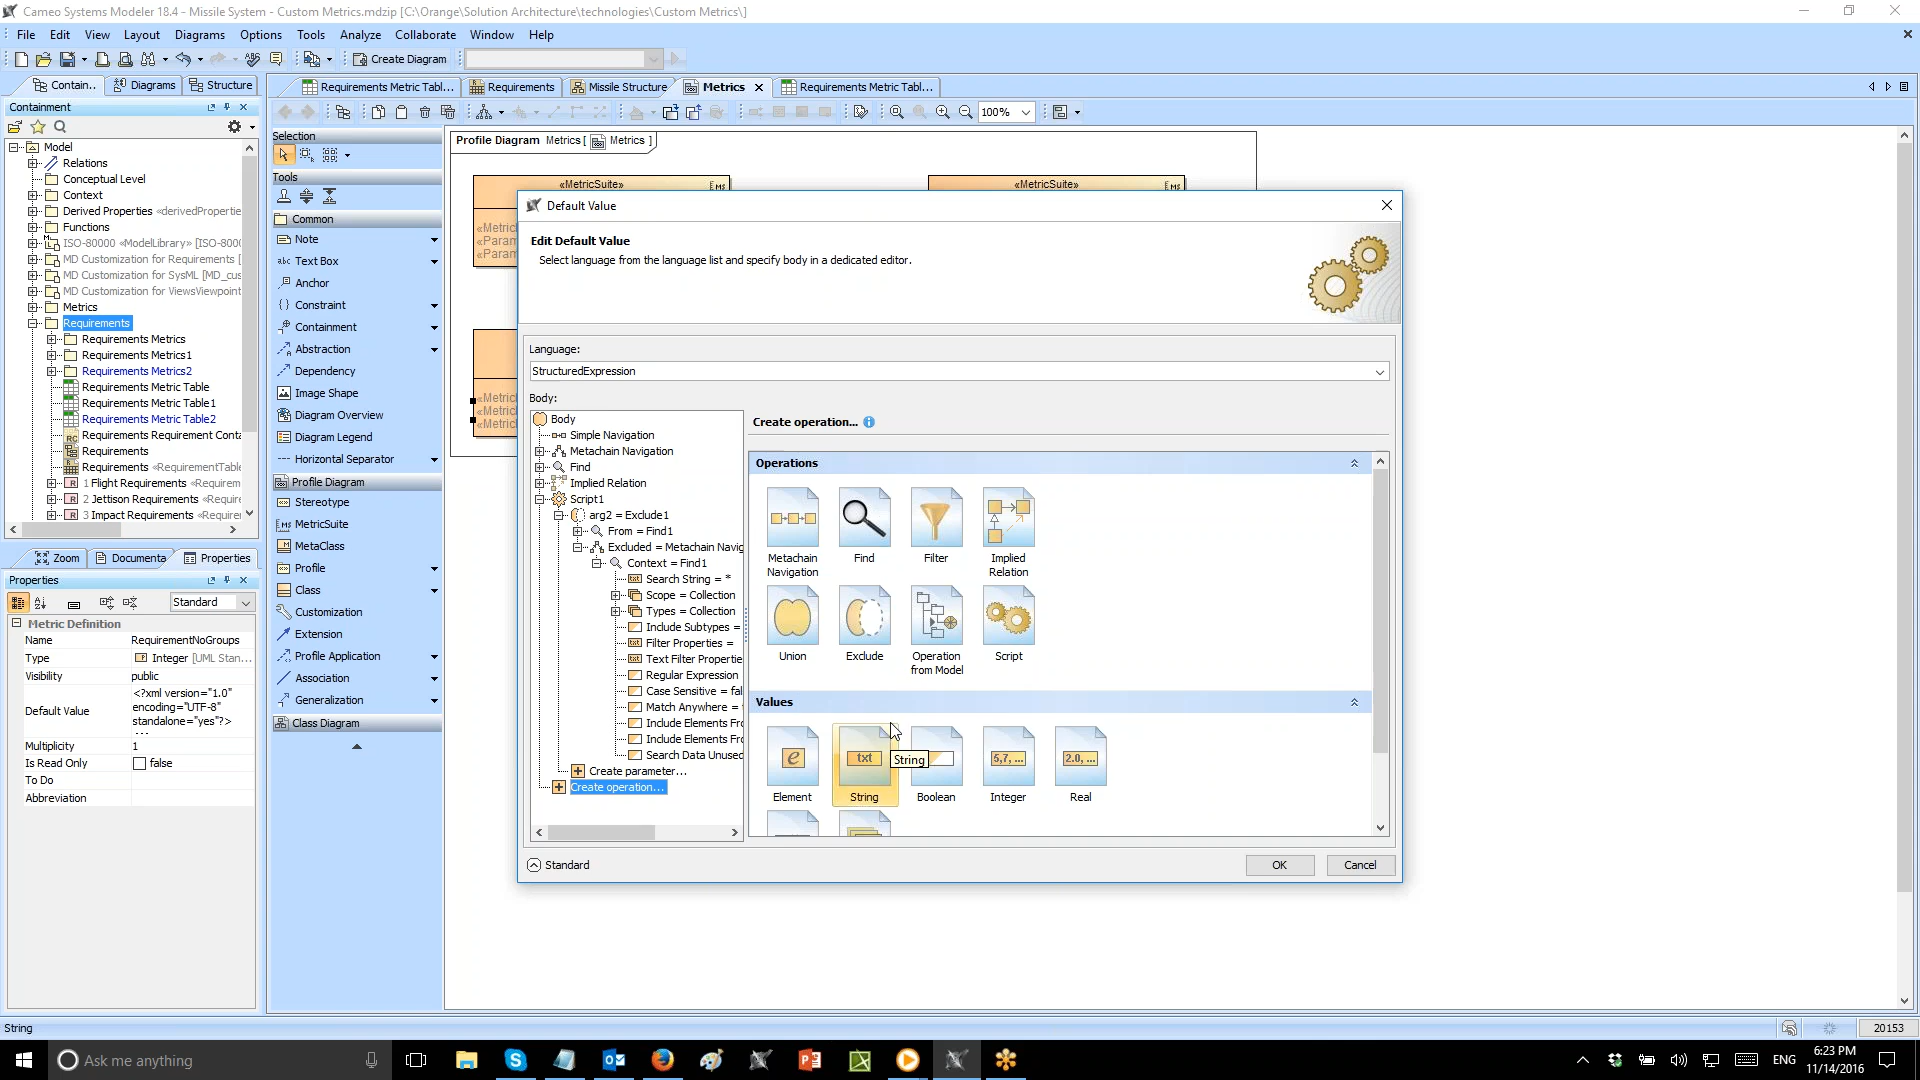 Cameo Systems Modeler 18.4 - Missile System - Custom Metrics.mdzip [C:\Orange\Solution Architecture\technologies\Custom Metrics\]
File Edit View Layout Diagrams Options Tools Analyze Collaborate Window Help
Create Diagram
Contain.. Diagrams Structure
Requirements Metric Tabl... Requirements Missile Structure Metrics Requirements Metric Tabl...
Containment
100%
Model
Relations
Conceptual Level
Context
Derived Properties «derivedPropertie
Functions
ISO-80000 «ModelLibrary» [ISO-800
MD Customization for Requirements [
MD Customization for SysML [MD_cus
MD Customization for ViewsViewpoint
Metrics
Requirements
Requirements Metrics
Requirements Metrics1
Requirements Metrics2
Requirements Metric Table
Requirements Metric Table1
Requirements Metric Table2
Requirements Requirement Conta
Requirements
Requirements «RequirementTable
1 Flight Requirements «Requirem
2 Jettison Requirements «Require
3 Impact Requirements «Require
Zoom Documenta Properties
Properties
Standard
Metric Definition
Name RequirementNoGroups
Type Integer [UML Stan...
Visibility public
Default Value <?xml version="1.0"
encoding="UTF-8"
standalone="yes"?>
...
Multiplicity 1
Is Read Only false
To Do
Abbreviation
Selection
Tools
Common
Note
Text Box
Anchor
Constraint
Containment
Abstraction
Dependency
Image Shape
Diagram Overview
Diagram Legend
Horizontal Separator
Profile Diagram
Stereotype
MetricSuite
MetaClass
Profile
Class
Customization
Extension
Profile Application
Association
Generalization
Class Diagram
Profile Diagram Metrics [ Metrics ]
«MetricSuite» MS
«MetricSuite» MS
«Metric
«Param
«Param
«Metric
«Metric
«Metric
Default Value
Edit Default Value
Select language from the language list and specify body in a dedicated editor.
Language:
StructuredExpression
Body:
Body
Simple Navigation
Metachain Navigation
Find
Implied Relation
Script1
arg2 = Exclude1
From = Find1
Excluded = Metachain Navig
Context = Find1
Search String = *
Scope = Collection
Types = Collection
Include Subtypes =
Filter Properties =
Text Filter Propertie
Regular Expression
Case Sensitive = fal
Match Anywhere =
Include Elements Fro
Include Elements Fro
Search Data Unused
Create parameter...
Create operation...
Create operation...
Operations
Metachain
Navigation
Find
Filter
Implied
Relation
Union
Exclude
Operation
from Model
Script
Values
e txt 5,7, ... 2.0, ...
String
Element String Boolean Integer Real
Standard
OK Cancel
String
20153
Ask me anything
ENG
6:23 PM
11/14/2016